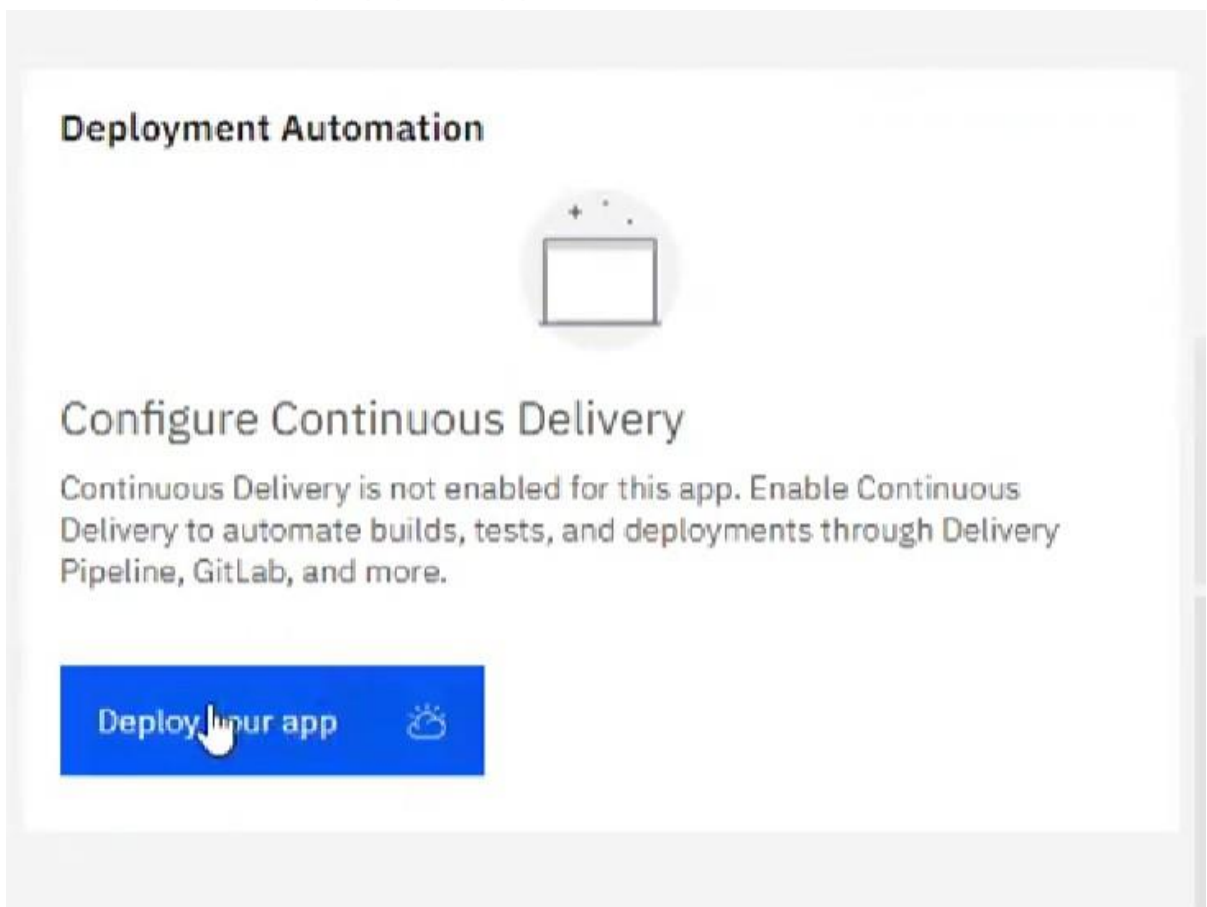 Deployment Automation
Configure Continuous Delivery
Continuous Delivery is not enabled for this app. Enable Continuous
Delivery to automate builds, tests, and deployments through Delivery
Pipeline, GitLab, and more.
Deploy your app